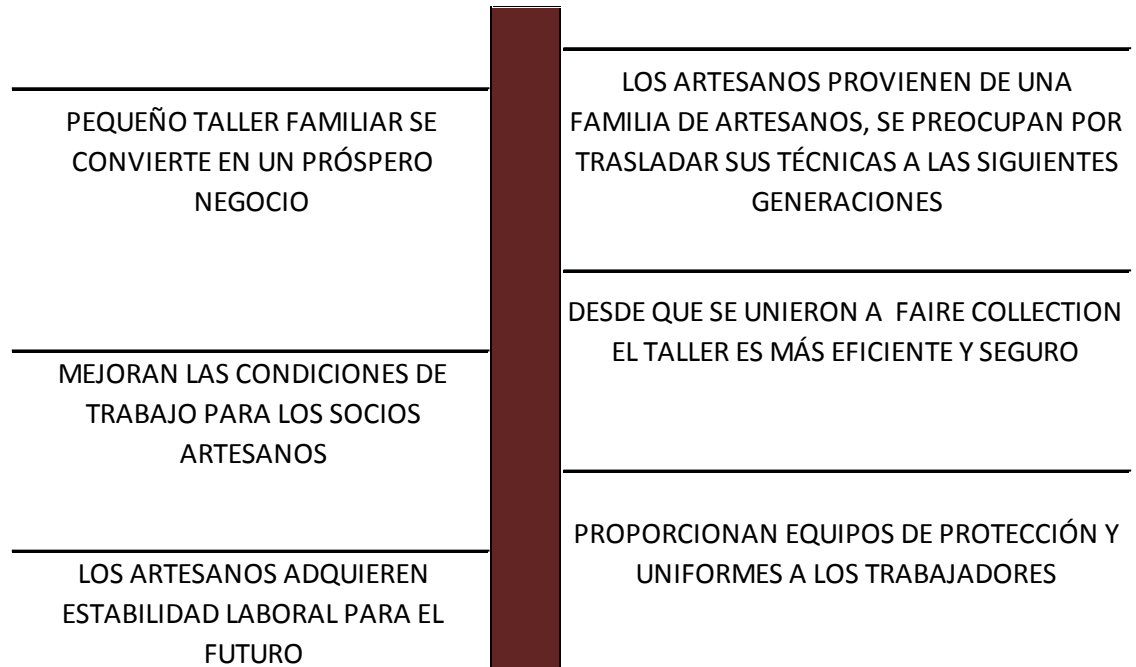 PEQUEÑO TALLER FAMILIAR SE
CONVIERTE EN UN PRÓSPERO
NEGOCIO
MEJORAN LAS CONDICIONES DE
TRABAJO PARA LOS SOCIOS
ARTESANOS
LOS ARTESANOS ADQUIEREN
ESTABILIDAD LABORAL PARA EL
FUTURO
LOS ARTESANOS PROVIENEN DE UNA
FAMILIA DE ARTESANOS, SE PREOCUPAN POR
TRASLADAR SUS TÉCNICAS A LAS SIGUIENTES
GENERACIONES
DESDE QUE SE UNIERON A  FAIRE COLLECTION
EL TALLER ES MÁS EFICIENTE Y SEGURO
PROPORCIONAN EQUIPOS DE PROTECCIÓN Y
UNIFORMES A LOS TRABAJADORES